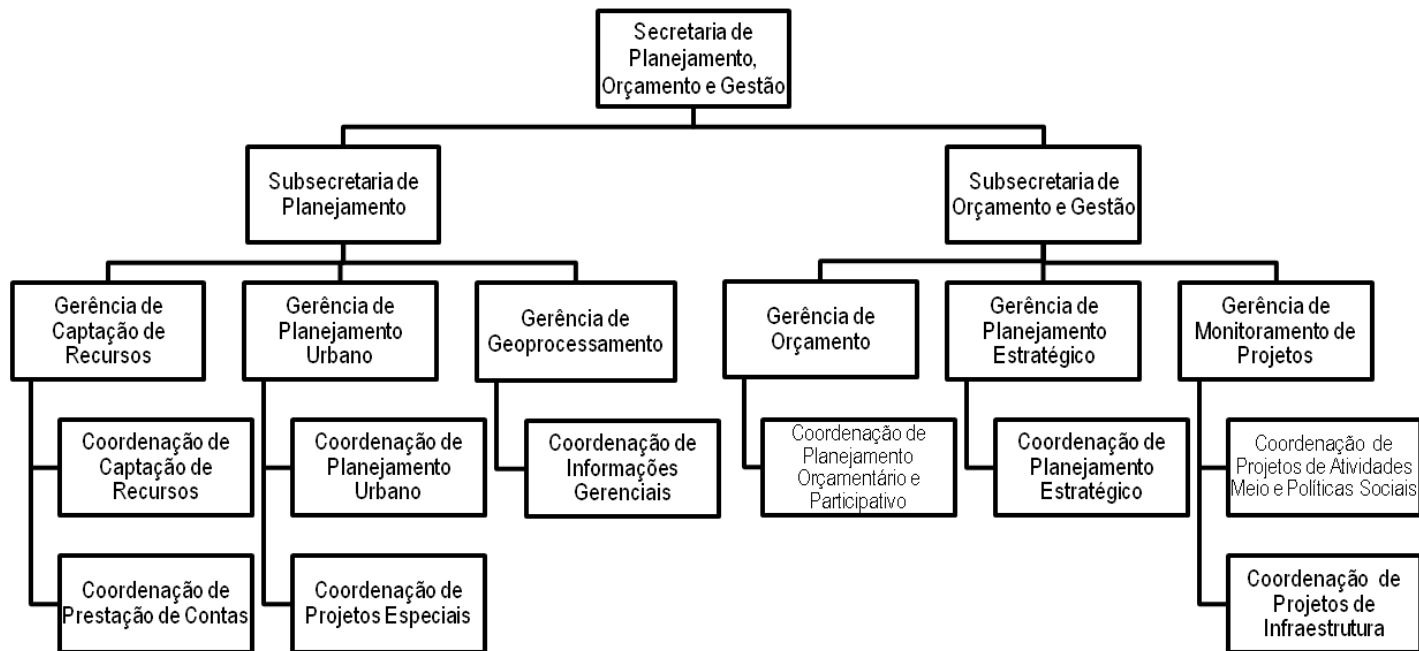 Secretaria de
Planejamento,
Orçamento e Gestão
Subsecretaria de
Planejamento
Subsecretaria de
Orçamento e Gestão
Gerência de
Captação de
Recursos
Gerência de
Planejamento
Urbano
Gerência de
Geoprocessamento
Gerência de
Orçamento
Gerência de
Planejamento
Estratégico
Gerência de
Monitoramento de
Projetos
Coordenação de
Captação de
Recursos
Coordenação de
Planejamento
Urbano
Coordenação de
Informações
Gerenciais
Coordenação de
Planejamento
Orçamentário e
Participativo
Coordenação de
Planejamento
Estratégico
Coordenação de
Projetos de Atividades
Meio e Políticas Sociais
Coordenação de
Prestação de Contas
Coordenação de
Projetos Especiais
Coordenação de
Projetos de
Infraestrutura